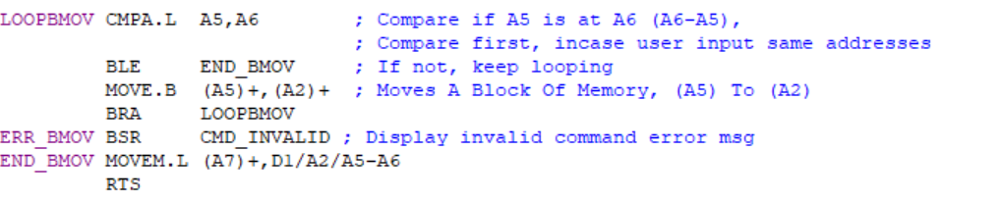 LOOPBMOV CMPA.L A5,A6 ; Compare if A5 is at A6 (A6-A5),
; Compare first, incase user input same addresses
BLE END_BMOV ; If not, keep looping
MOVE.B (A5)+,(A2)+ ; Moves A Block Of Memory, (A5) To (A2)
BRA LOOPBMOV
ERR_BMOV BSR CMD_INVALID ; Display invalid command error msg
END_BMOV MOVEM.L (A7)+,D1/A2/A5-A6
RTS